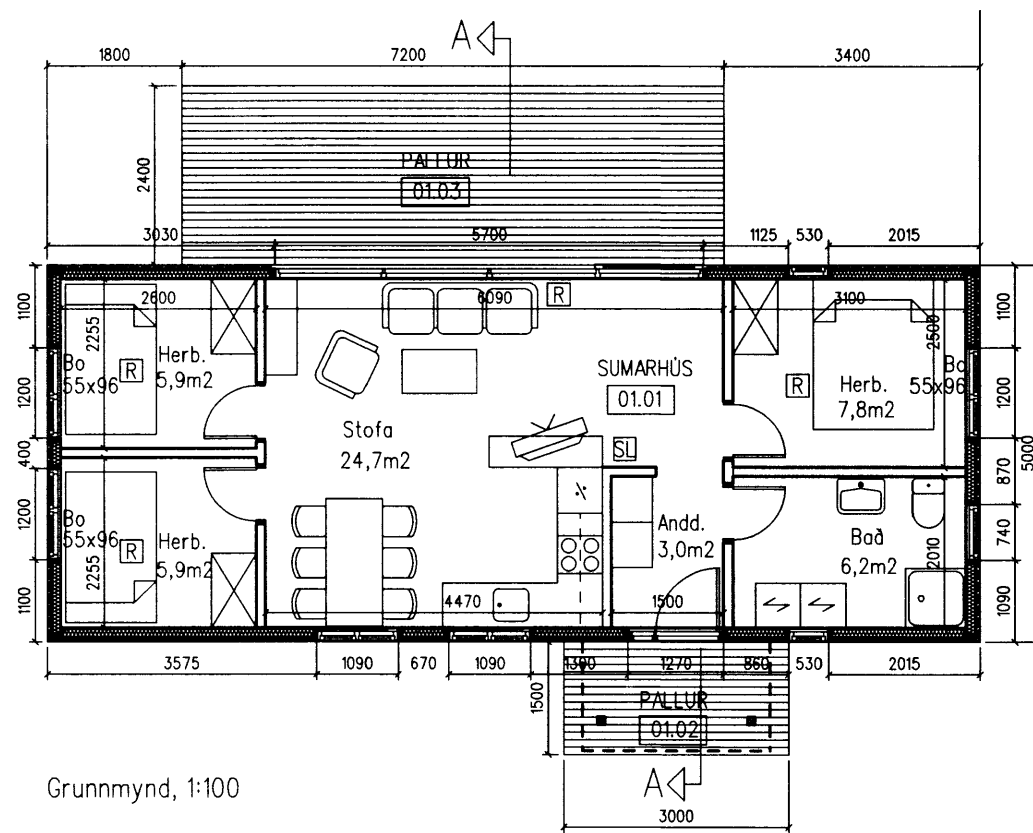 A
1800
7200
3400
2400
PALLUR
01.03
3030
5700
1125
530
2015
1100
2600
6090
R
3100
1100
2255
2500
Bo
55x96
R
Herb.
5,9m2
SUMARHÚS
01.01
R
Herb.
7,8m2
Bo
55x96
1200
1200
Stofa
24,7m2
SL
400
5000
870
1200
Bo
55x96
R
Herb.
5,9m2
Andd.
3,0m2
Bað
6,2m2
740
2255
2010
1100
4470
1500
1090
3575
1090
670
1090
1300
1270
860
530
2015
1500
PALLUR
01.02
A
Grunnmynd, 1:100
3000